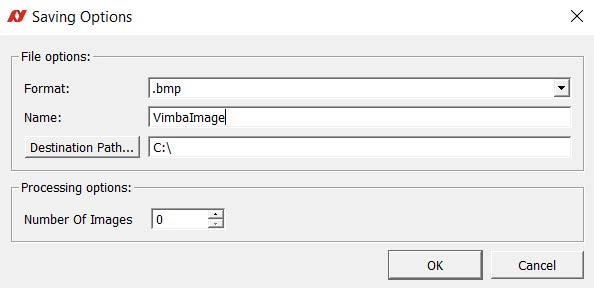 Saving Options
File options:
Format: .bmp
Name: VimbaImage
Destination Path... C:\
Processing options:
Number Of Images 0
OK Cancel